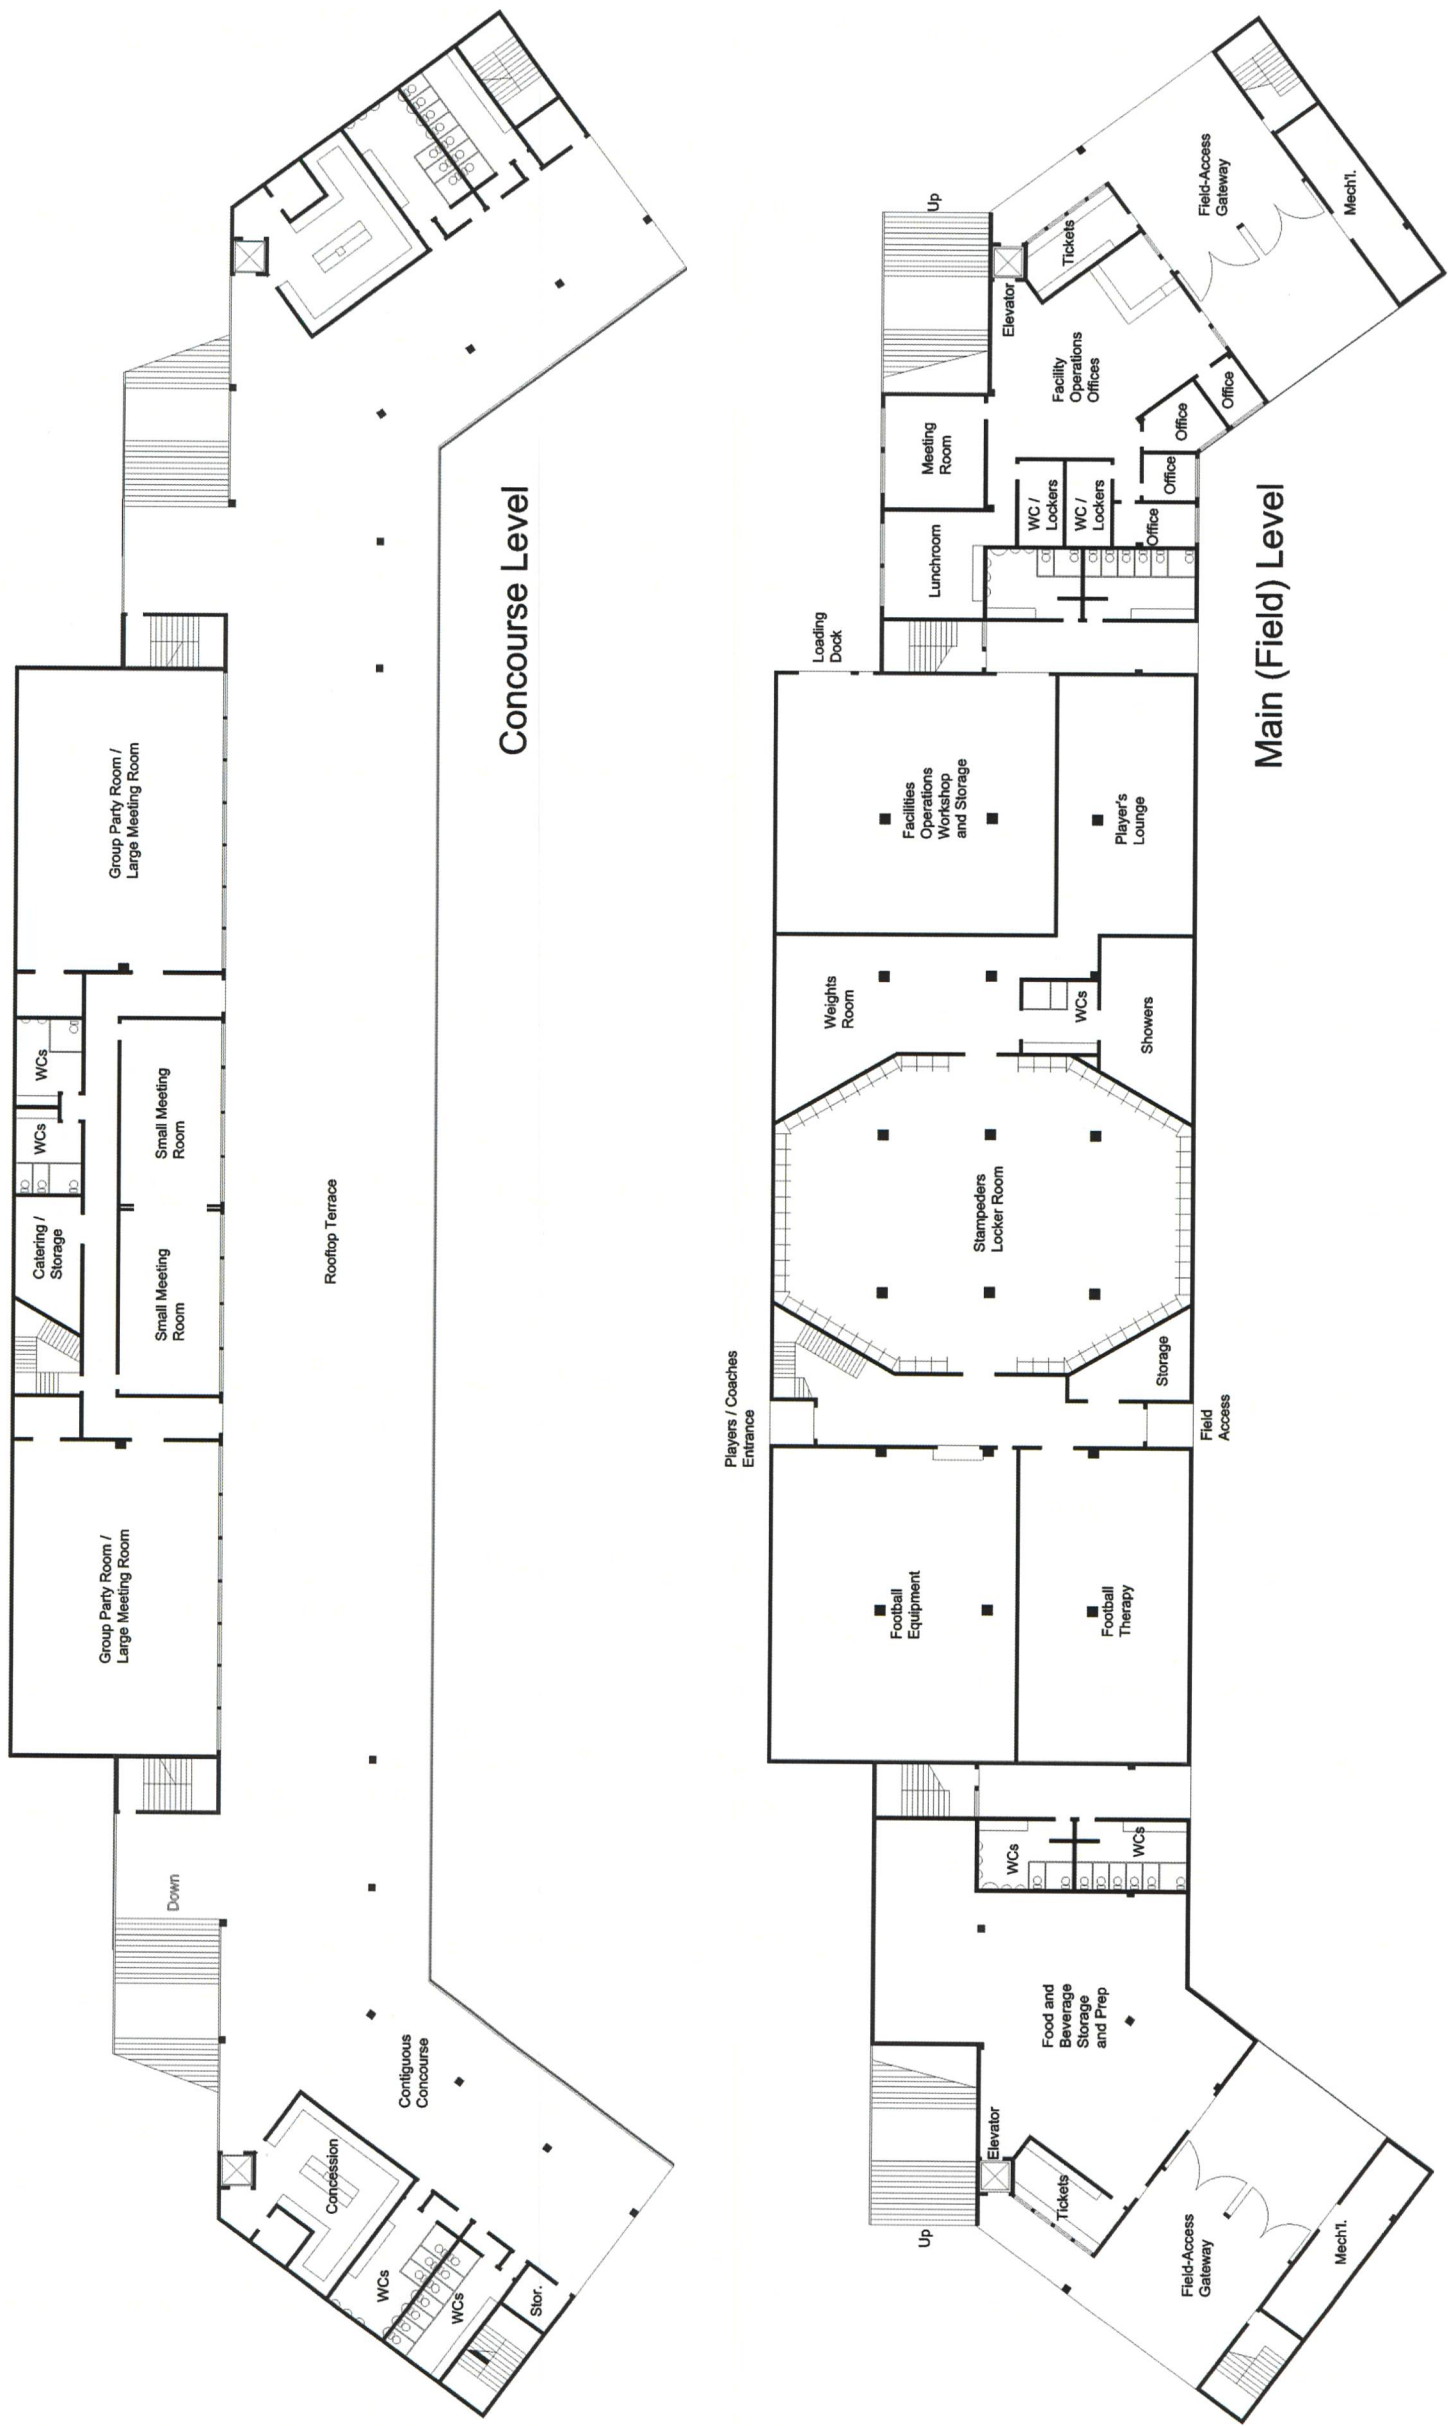 Group Party Room /
Large Meeting Room
Catering /
Storage
WCs
WCs
Small Meeting
Room
Small Meeting
Room
Group Party Room /
Large Meeting Room
Down
Rooftop Terrace
Concession
Contiguous
Concourse
WCs
WCs
Stor.
Concourse Level
Players / Coaches
Entrance
Loading
Dock
Up
Elevator
Tickets
Food and
Beverage
Storage
and Prep
WCs
WCs
Football
Equipment
Football
Therapy
Storage
Field
Access
Stampeders
Locker Room
Weights
Room
WCs
Showers
Facilities
Operations
Workshop
and Storage
Player's
Lounge
Lunchroom
Meeting
Room
WC /
Lockers
WC /
Lockers
Office
Office
Office
Office
Facility
Operations
Offices
Up
Elevator
Tickets
Field-Access
Gateway
Mech'l.
Field-Access
Gateway
Mech'l.
Main (Field) Level